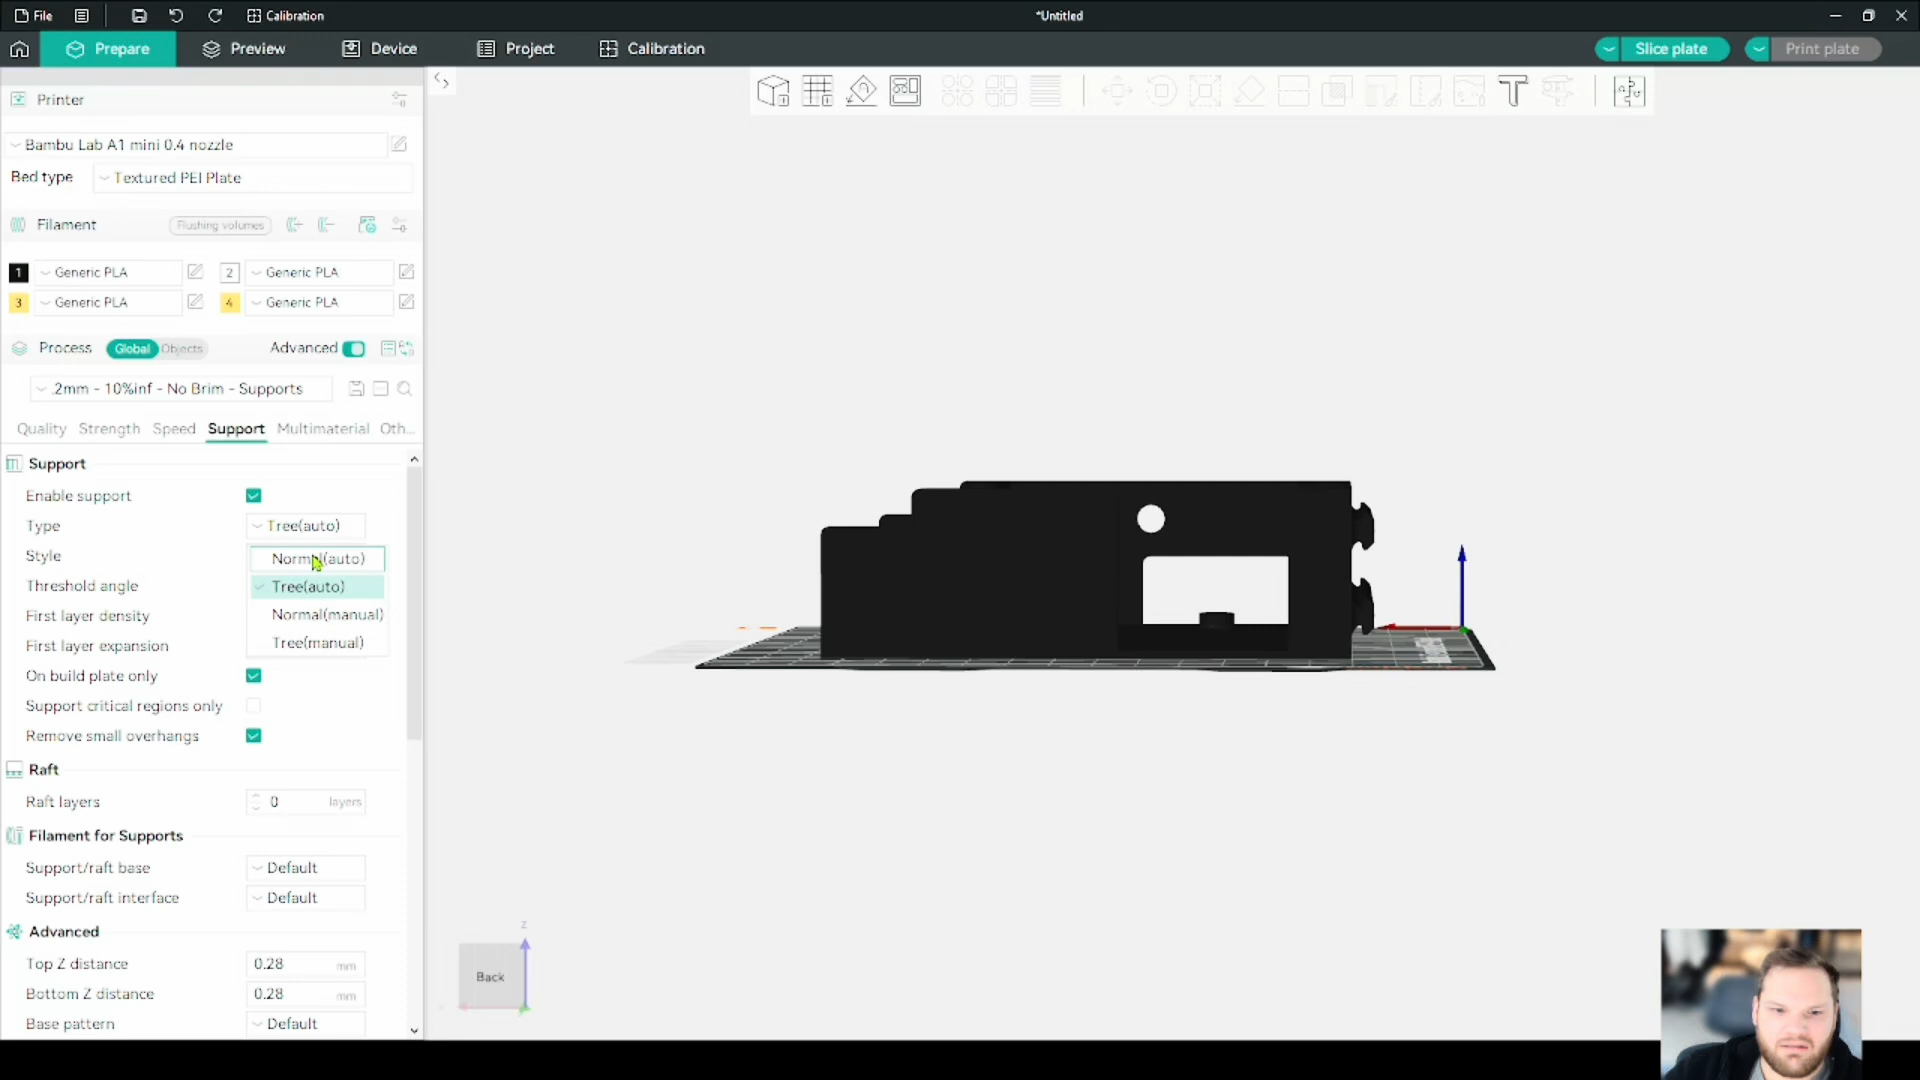 File
Calibration
*Untitled
Prepare
Preview
Device
Project
Calibration
Slice plate
Print plate
Printer
Bambu Lab A1 mini 0.4 nozzle
Bed type
Textured PEI Plate
Filament
Flushing volumes
1 Generic PLA
2 Generic PLA
3 Generic PLA
4 Generic PLA
Process
Global
Objects
Advanced
.2mm - 10%inf - No Brim - Supports
Quality
Strength
Speed
Support
Multimaterial
Oth...
Support
Enable support
Type
Tree(auto)
Style
Normal(auto)
Threshold angle
Tree(auto)
First layer density
Normal(manual)
First layer expansion
Tree(manual)
On build plate only
Support critical regions only
Remove small overhangs
Raft
Raft layers
0 layers
Filament for Supports
Support/raft base
Default
Support/raft interface
Default
Advanced
Top Z distance
0.28 mm
Bottom Z distance
0.28 mm
Base pattern
Default
Z
Back